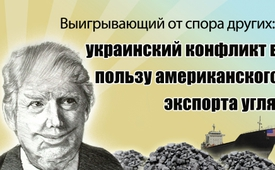 Выигрывающий от спора других:
украинский конфликт в
пользу американского
экспорта угля